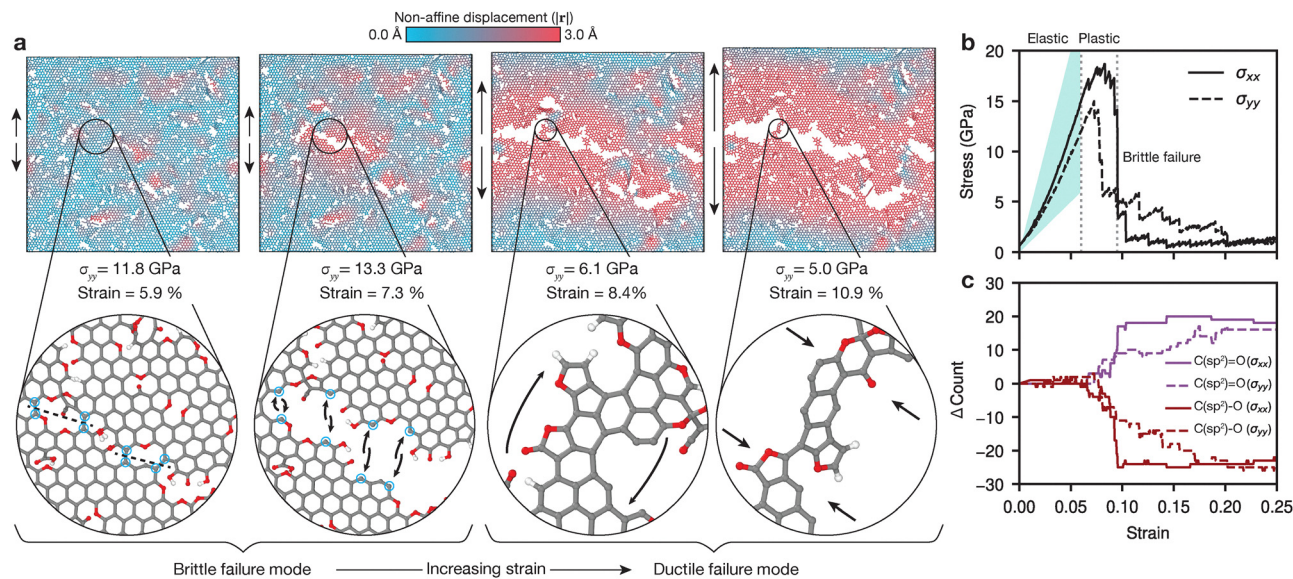 Non-affine displacement (|r|)
0.0 Å 3.0 Å
a
σyy = 11.8 GPa
Strain = 5.9 %
σyy = 13.3 GPa
Strain = 7.3 %
σyy = 6.1 GPa
Strain = 8.4%
σyy = 5.0 GPa
Strain = 10.9 %
Brittle failure mode
Increasing strain
Ductile failure mode
b
Elastic Plastic
20
15
10
5
0
Stress (GPa)
σxx
σyy
Brittle failure
c
30
20
10
0
−10
−20
−30
Δ Count
C(sp²)=O(σxx)
C(sp²)=O(σyy)
C(sp²)-O (σxx)
C(sp²)-O (σyy)
0.00 0.05 0.10 0.15 0.20 0.25
Strain